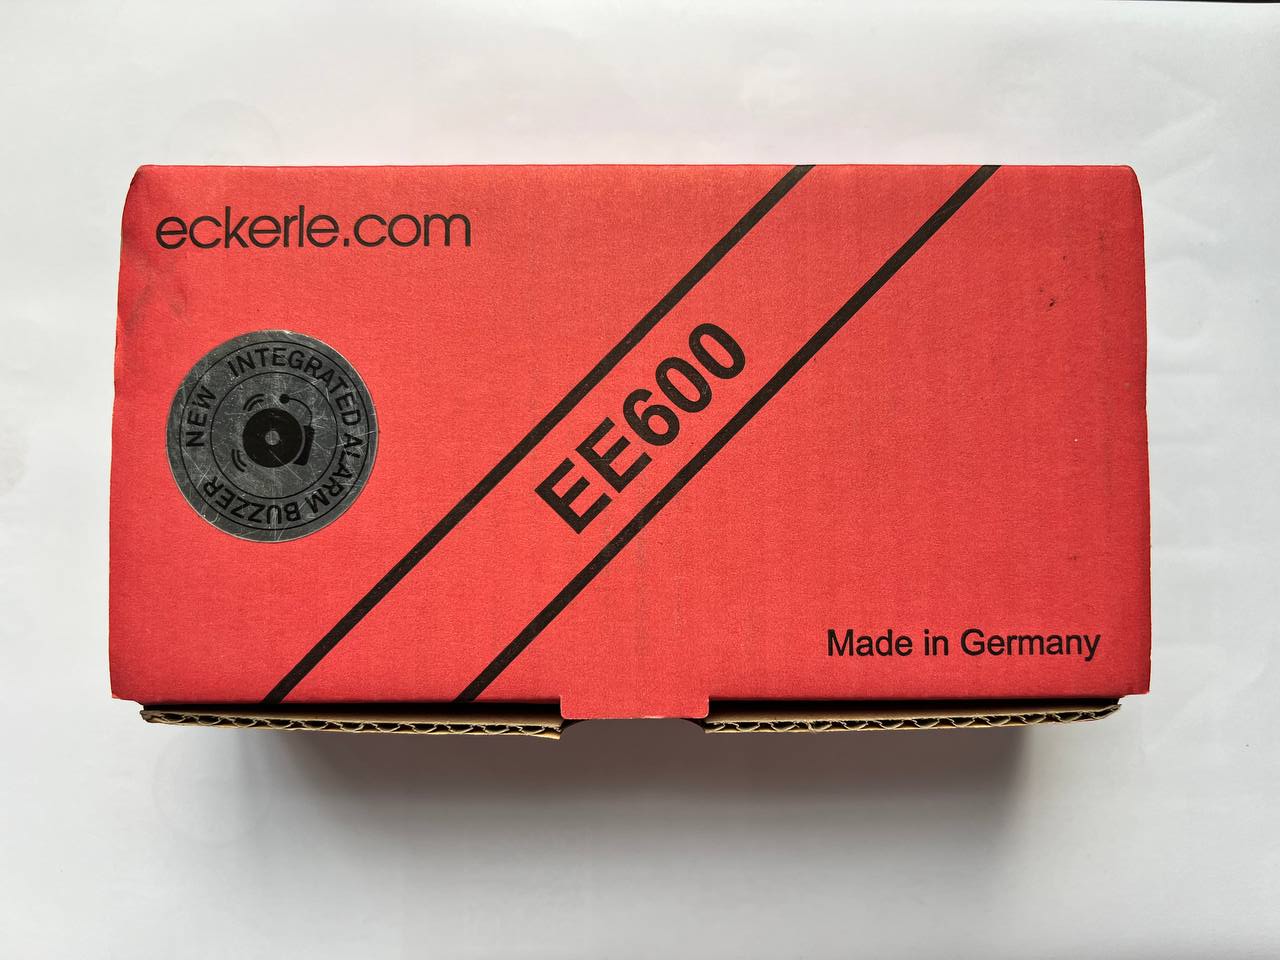 eckerle.com
NEW INTEGRATED ALARM BUZZER
EE600
Made in Germany